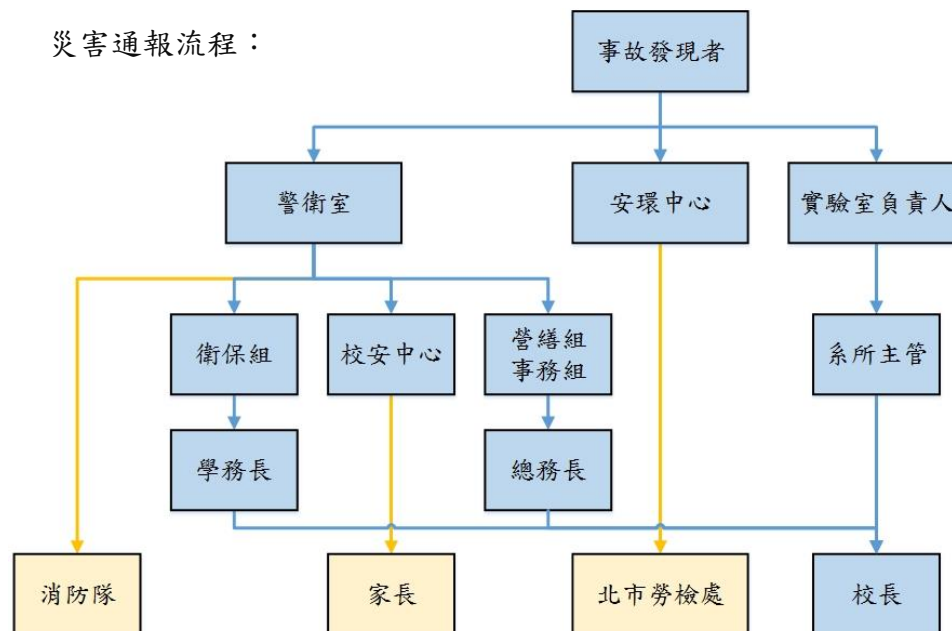 災害通報流程：
事故發現者
警衛室
安環中心
實驗室負責人
衛保組
校安中心
營繕組
事務組
系所主管
學務長
總務長
消防隊
家長
北市勞檢處
校長